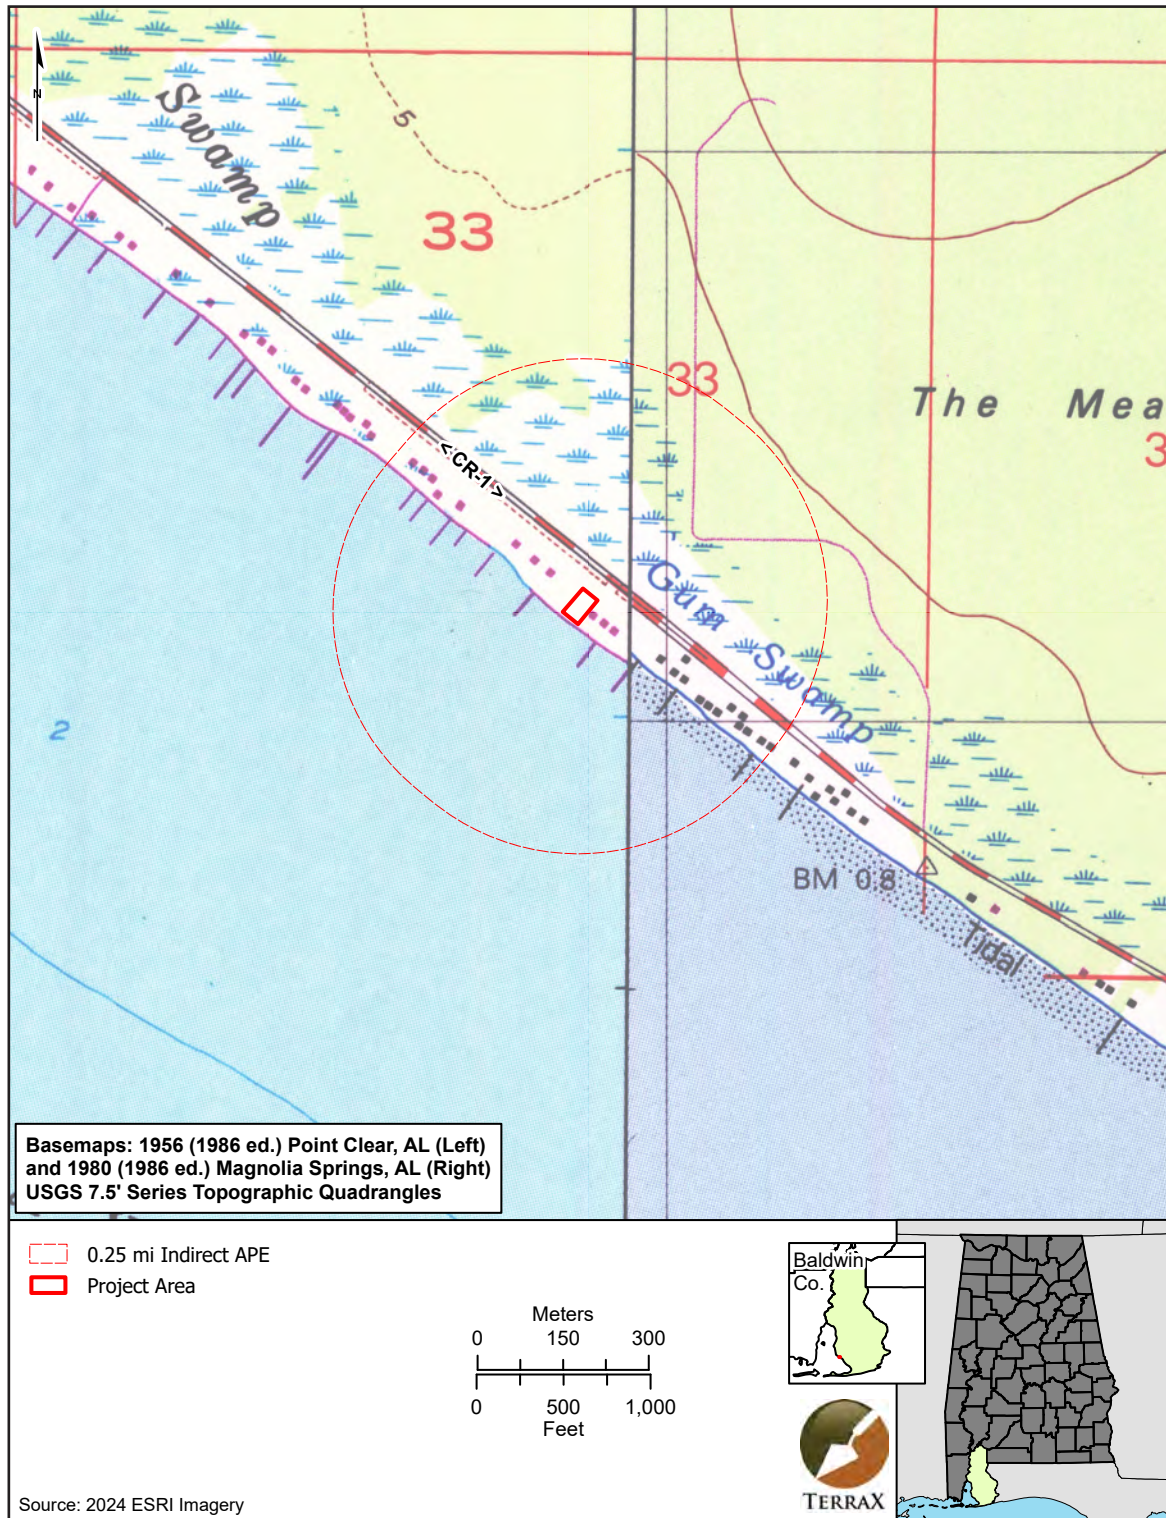 N
Swamp
5
33
33
The Mea
3
< CR-1 >
Gum Swamp
2
BM 0.8
Tidal
Basemaps: 1956 (1986 ed.) Point Clear, AL (Left)
and 1980 (1986 ed.) Magnolia Springs, AL (Right)
USGS 7.5' Series Topographic Quadrangles
0.25 mi Indirect APE
Project Area
Meters
0 150 300
0 500 1,000
Feet
Baldwin
Co.
TERRAX
Source: 2024 ESRI Imagery